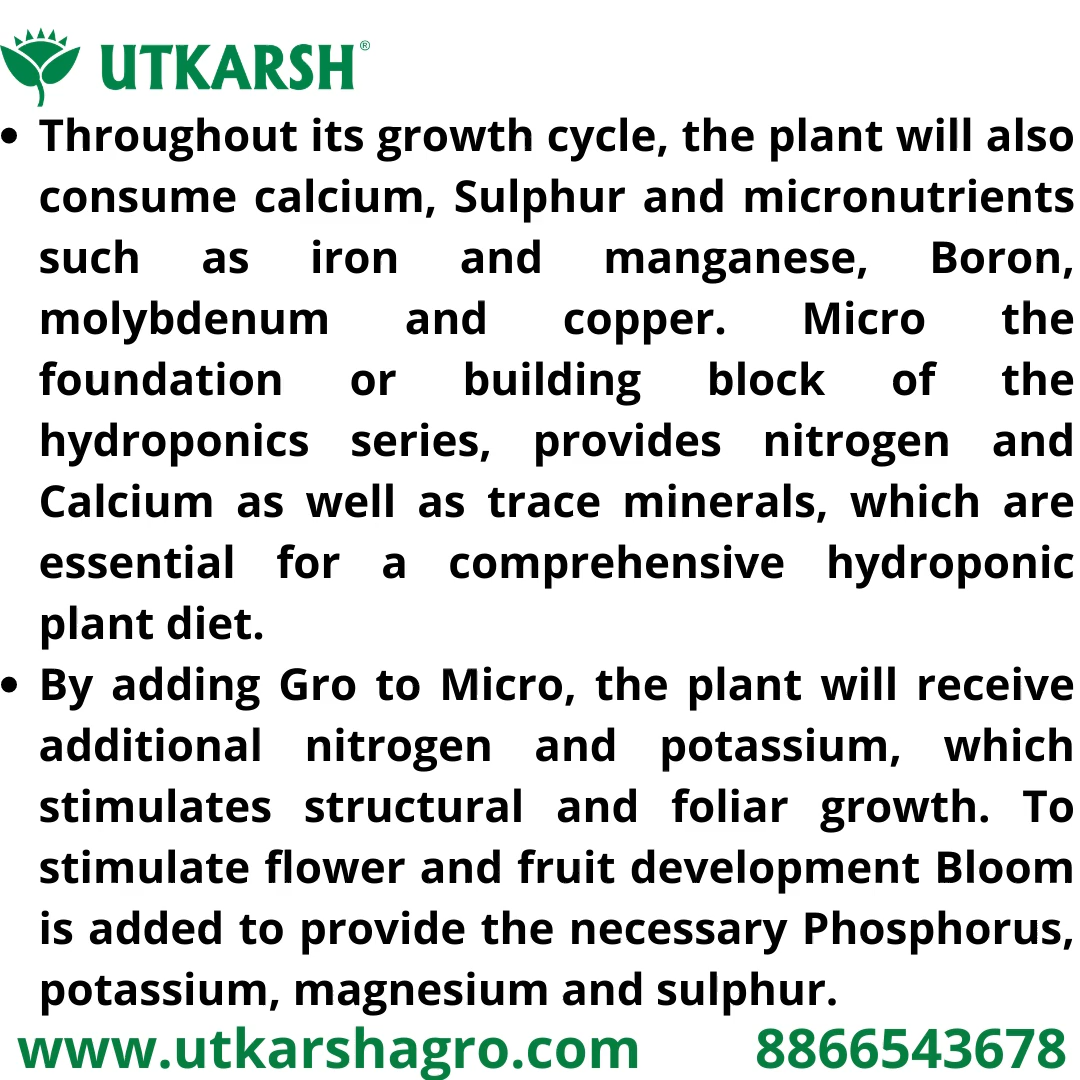 UTKARSH®
• Throughout its growth cycle, the plant will also
consume calcium, Sulphur and micronutrients
such as iron and manganese, Boron,
molybdenum and copper. Micro the
foundation or building block of the
hydroponics series, provides nitrogen and
Calcium as well as trace minerals, which are
essential for a comprehensive hydroponic
plant diet.
• By adding Gro to Micro, the plant will receive
additional nitrogen and potassium, which
stimulates structural and foliar growth. To
stimulate flower and fruit development Bloom
is added to provide the necessary Phosphorus,
potassium, magnesium and sulphur.
www.utkarshagro.com 8866543678